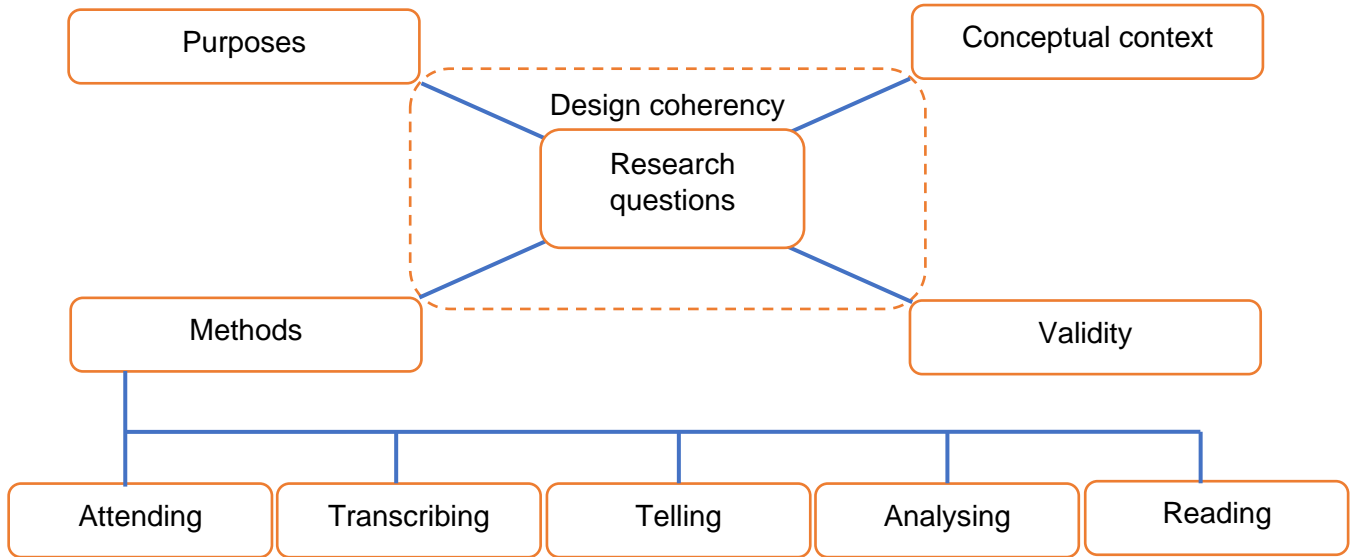 Purposes
Conceptual context
Design coherency
Research
questions
Methods
Validity
Attending
Transcribing
Telling
Analysing
Reading